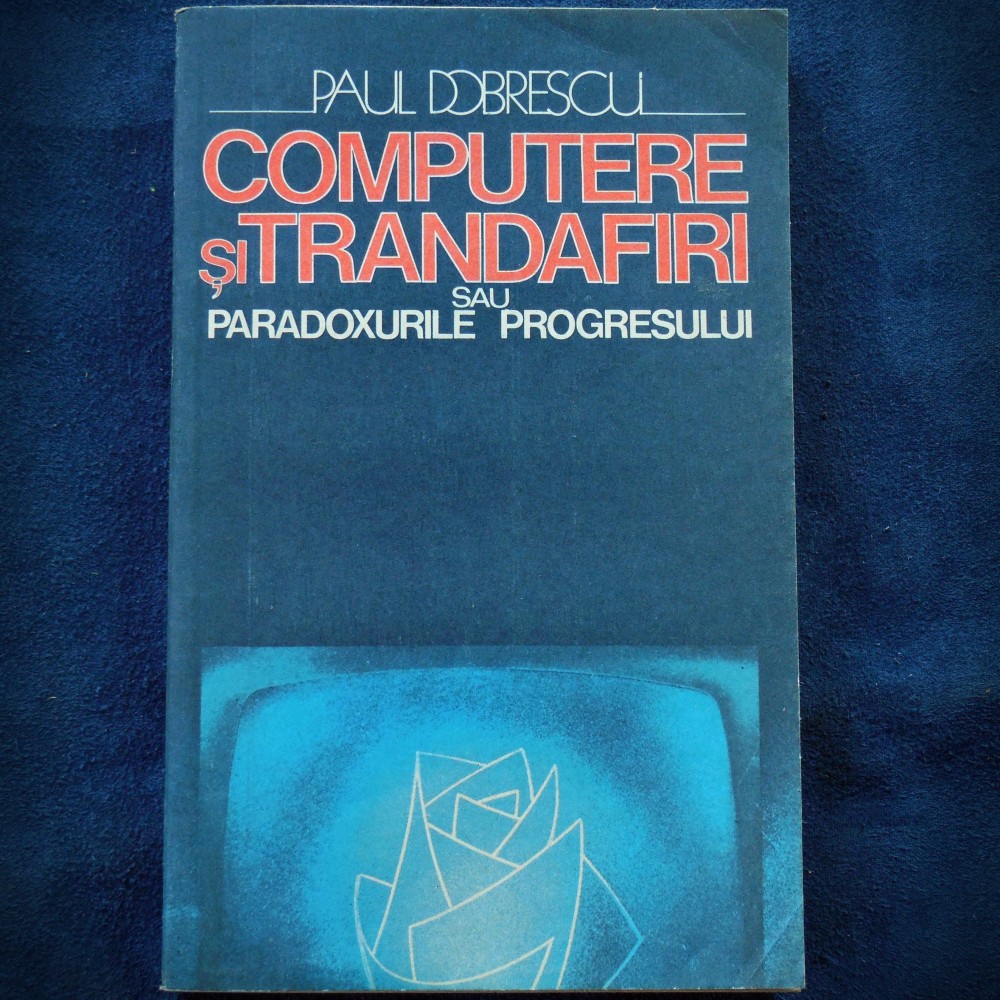 PAUL DOBRESCU
COMPUTERE
ȘI TRANDAFIRI
SAU
PARADOXURILE PROGRESULUI